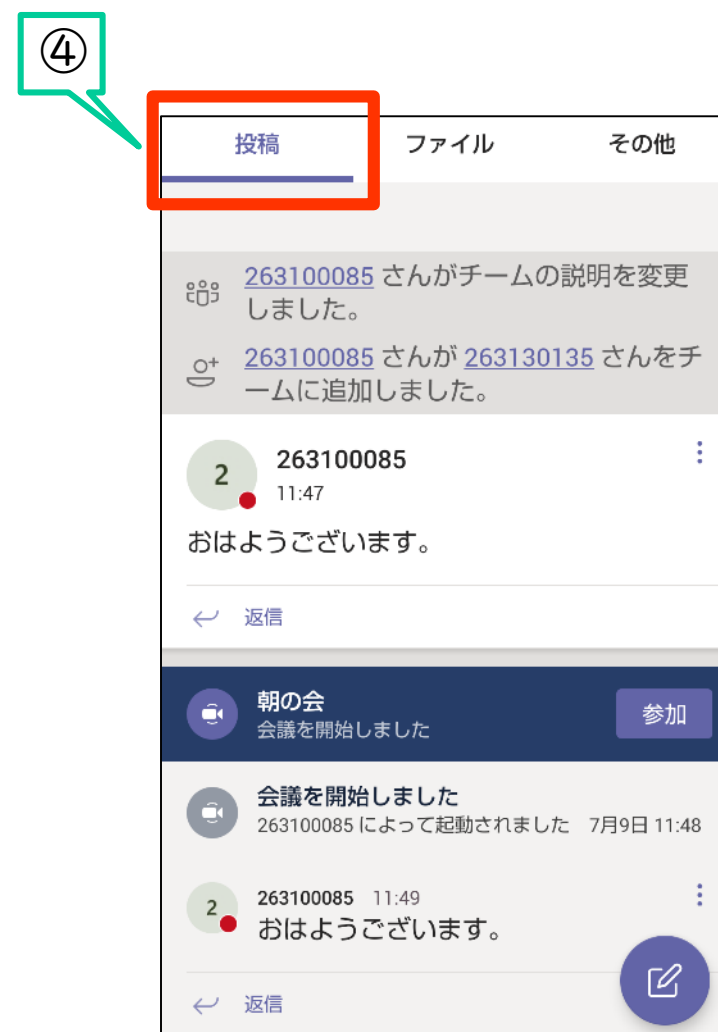 ④
投稿 ファイル その他
263100085 さんがチームの説明を変更
しました。
263100085 さんが 263130135 さんをチ
ームに追加しました。
2 263100085
11:47
おはようございます。
返信
朝の会
会議を開始しました
参加
会議を開始しました
263100085 によって起動されました 7月9日 11:48
2 263100085 11:49
おはようございます。
返信